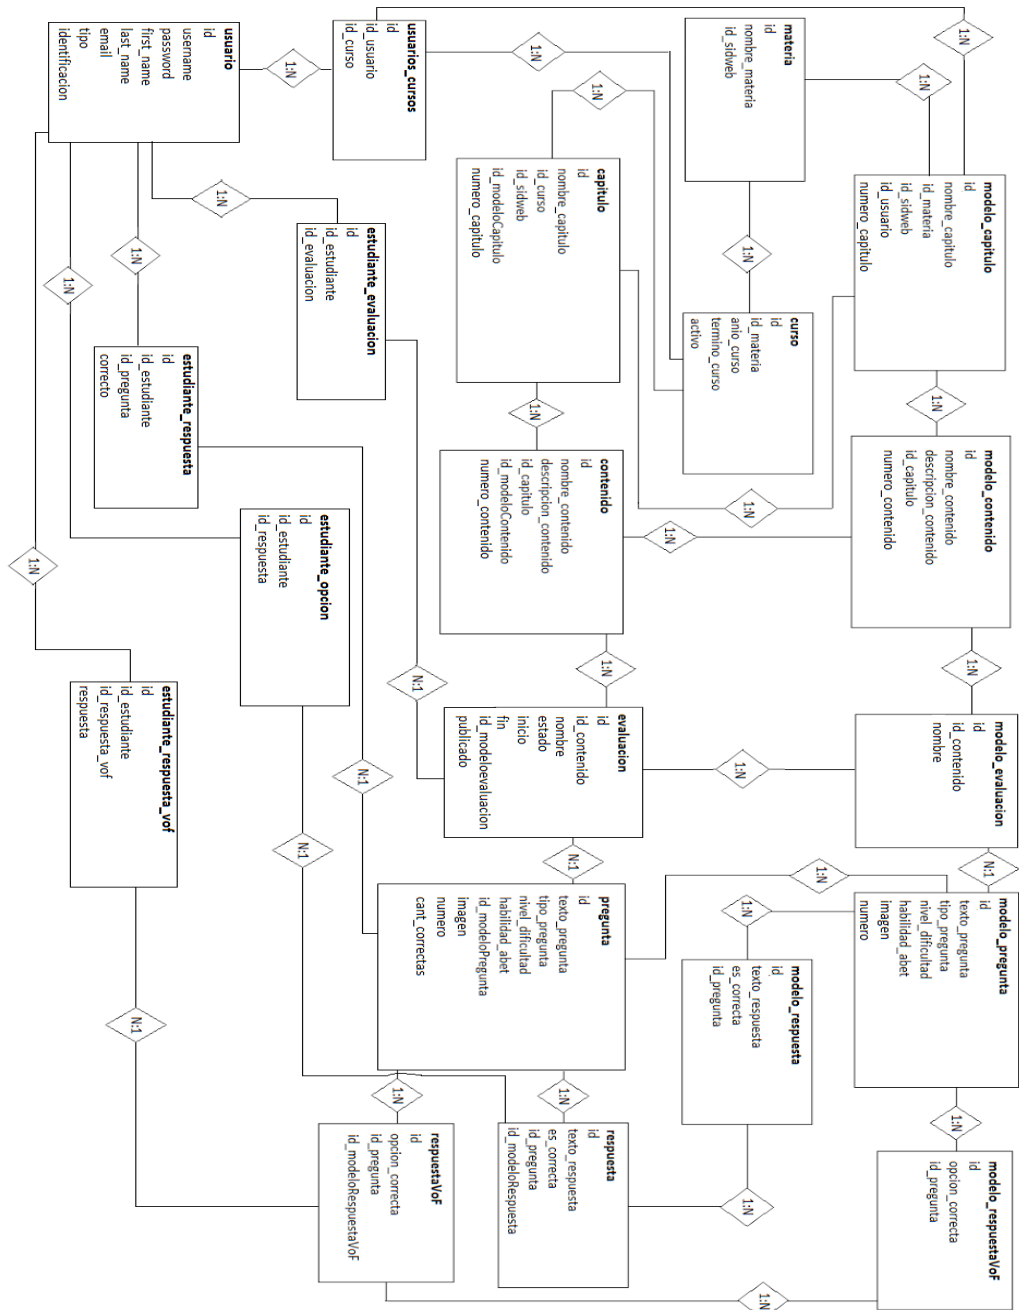 usuario
id
username
password
first_name
last_name
email
tipo
identificacion
1:N
usuarios_cursos
id
id_usuario
id_curso
1:N
materia
id
nombre_materia
id_sidweb
1:N
1:N
1:N
modelo_capitulo
id
nombre_capitulo
id_materia
id_sidweb
id_usuario
numero_capitulo
capitulo
id
nombre_capitulo
id_curso
id_sidweb
id_modeloCapitulo
numero_capitulo
1:N
1:N
1:N
1:N
estudiante_evaluacion
id
id_estudiante
id_evaluacion
curso
id
id_materia
anio_curso
termino_curso
activo
estudiante_respuesta
id
id_estudiante
id_pregunta
correcto
1:N
1:N
modelo_contenido
id
nombre_contenido
descripcion_contenido
id_capitulo
numero_contenido
contenido
id
nombre_contenido
descripcion_contenido
id_capitulo
id_modeloContenido
numero_contenido
1:N
1:N
estudiante_opcion
id
id_estudiante
id_respuesta
1:N
1:N
1:N
N:1
estudiante_respuesta_vof
id
id_estudiante
id_respuesta_vof
respuesta
evaluacion
id
id_contenido
nombre
estado
inicio
fin
id_modeloevaluacion
publicado
modelo_evaluacion
id
id_contenido
nombre
1:N
N:1
N:1
N:1
N:1
1:N
pregunta
id
texto_pregunta
tipo_pregunta
nivel_dificultad
habilidad_abet
id_modeloPregunta
imagen
numero
cant_correctas
modelo_pregunta
id
texto_pregunta
tipo_pregunta
nivel_dificultad
habilidad_abet
imagen
numero
1:N
modelo_respuesta
id
texto_respuesta
es_correcta
id_pregunta
N:1
1:N
1:N
1:N
respuestaVoF
id
opcion_correcta
id_pregunta
id_modeloRespuestaVoF
respuesta
id
texto_respuesta
es_correcta
id_pregunta
id_modeloRespuesta
1:N
modelo_respuestaVoF
id
opcion_correcta
id_pregunta
1:N